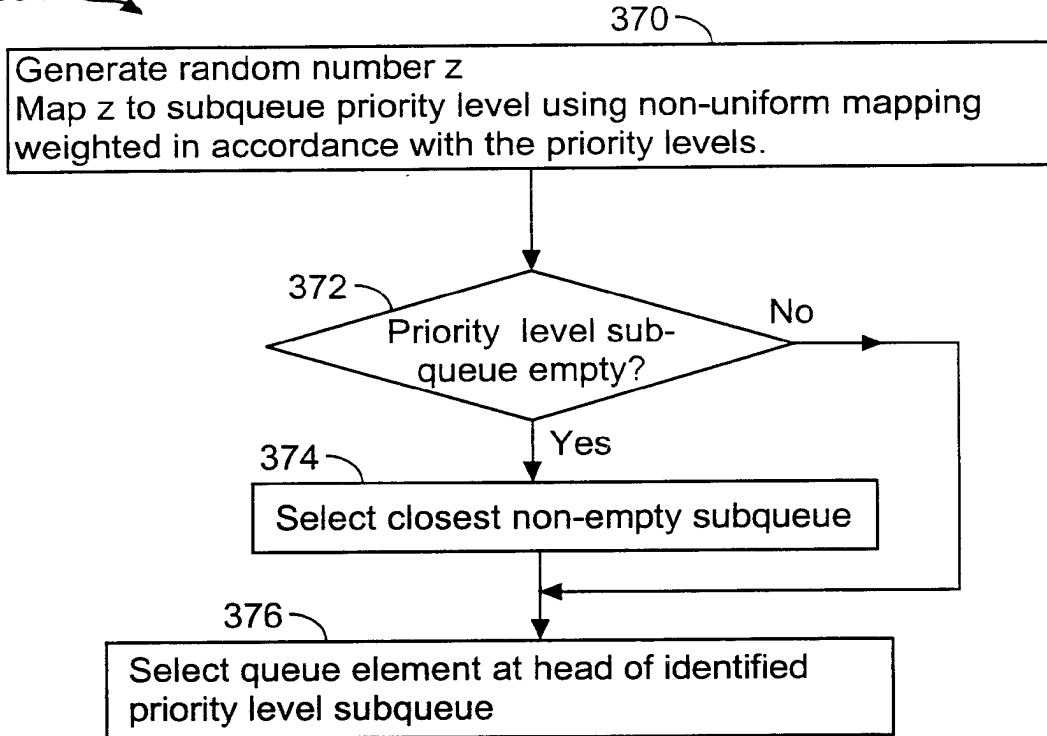 370
Generate random number z
Map z to subqueue priority level using non-uniform mapping
weighted in accordance with the priority levels.
372
Priority level sub-
queue empty?
No
Yes
374
Select closest non-empty subqueue
376
Select queue element at head of identified
priority level subqueue